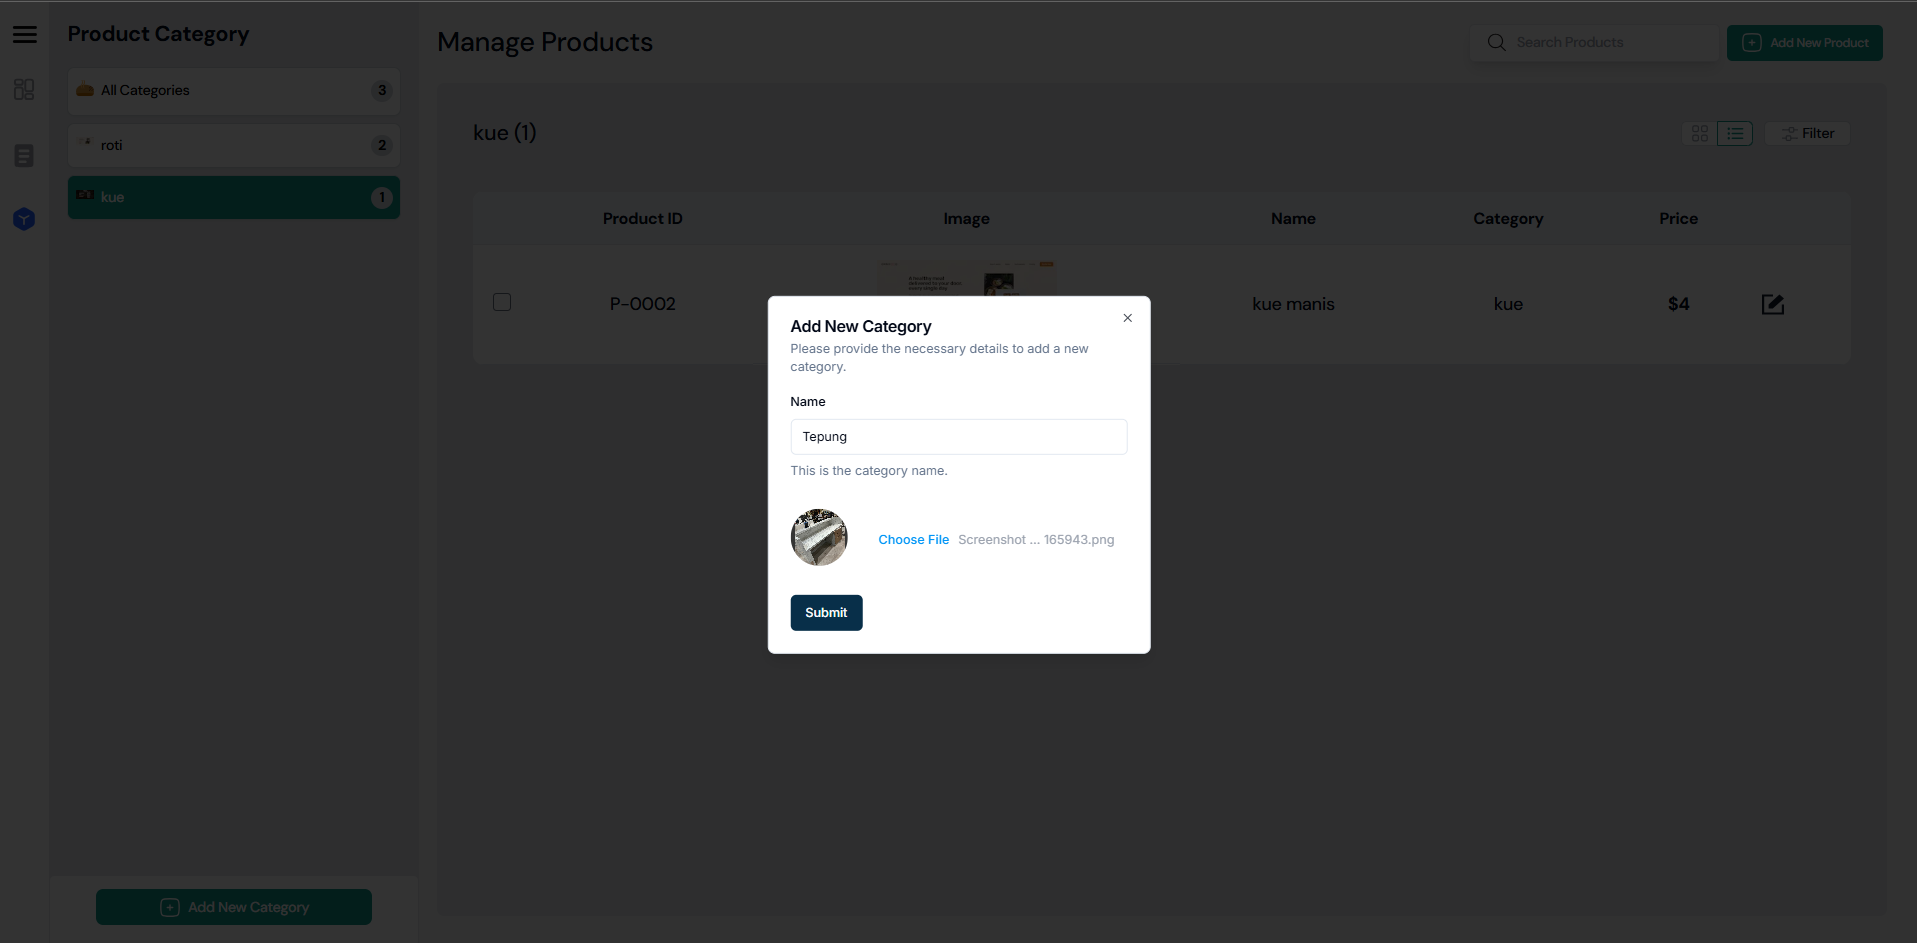 Product Category
All Categories
3
roti
2
kue
1
Add New Category
Manage Products
Search Products
Add New Product
kue (1)
Filter
Product ID
Image
Name
Category
Price
P-0002
kue manis
kue
$4
Add New Category
Please provide the necessary details to add a new
category.
Name
Tepung
This is the category name.
Choose File
Screenshot ... 165943.png
Submit